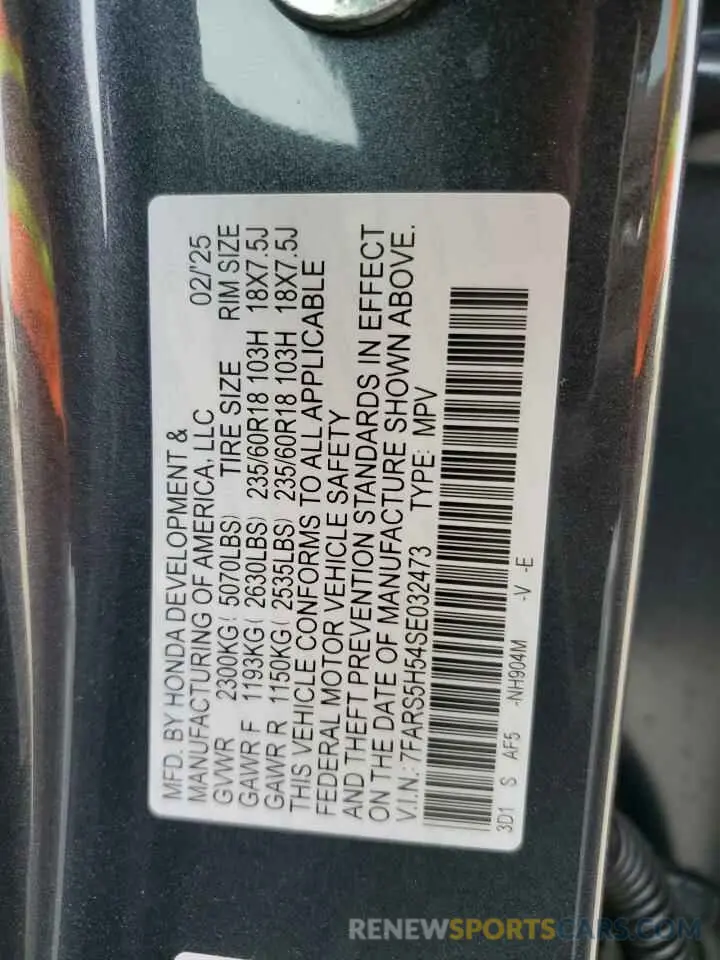 MFD. BY HONDA DEVELOPMENT &
MANUFACTURING OF AMERICA, LLC 02/'25
GVWR 2300KG( 5070LBS) TIRE SIZE RIM SIZE
GAWR F 1193KG( 2630LBS) 235/60R18 103H 18X7.5J
GAWR R 1150KG( 2535LBS) 235/60R18 103H 18X7.5J
THIS VEHICLE CONFORMS TO ALL APPLICABLE
FEDERAL MOTOR VEHICLE SAFETY
AND THEFT PREVENTION STANDARDS IN EFFECT
ON THE DATE OF MANUFACTURE SHOWN ABOVE.
V.I.N.: 7FARS5H54SE032473 TYPE: MPV
3D1 S AF5 -NH904M -V -E
RENEWSPORTSCARS.COM